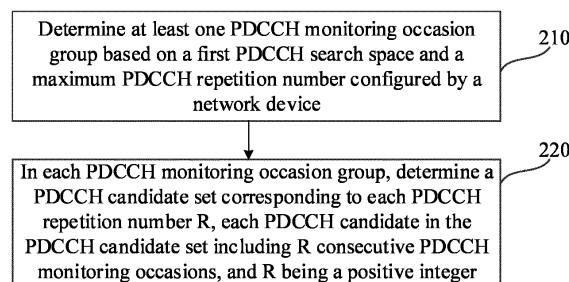 Determine at least one PDCCH monitoring occasion
group based on a first PDCCH search space and a
maximum PDCCH repetition number configured by a
network device
210
In each PDCCH monitoring occasion group, determine a
PDCCH candidate set corresponding to each PDCCH
repetition number R, each PDCCH candidate in the
PDCCH candidate set including R consecutive PDCCH
monitoring occasions, and R being a positive integer
220